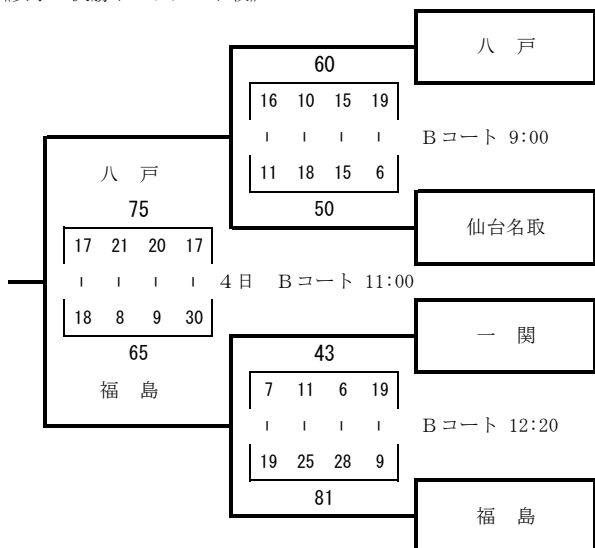 八 戸
60
16 10 15 19
- - - -
11 18 15 6
50
Bコート 9:00
仙台名取
八 戸
75
17 21 20 17
- - - -
18 8 9 30
65
福 島
4日 Bコート 11:00
一 関
43
7 11 6 19
- - - -
19 25 28 9
81
Bコート 12:20
福 島